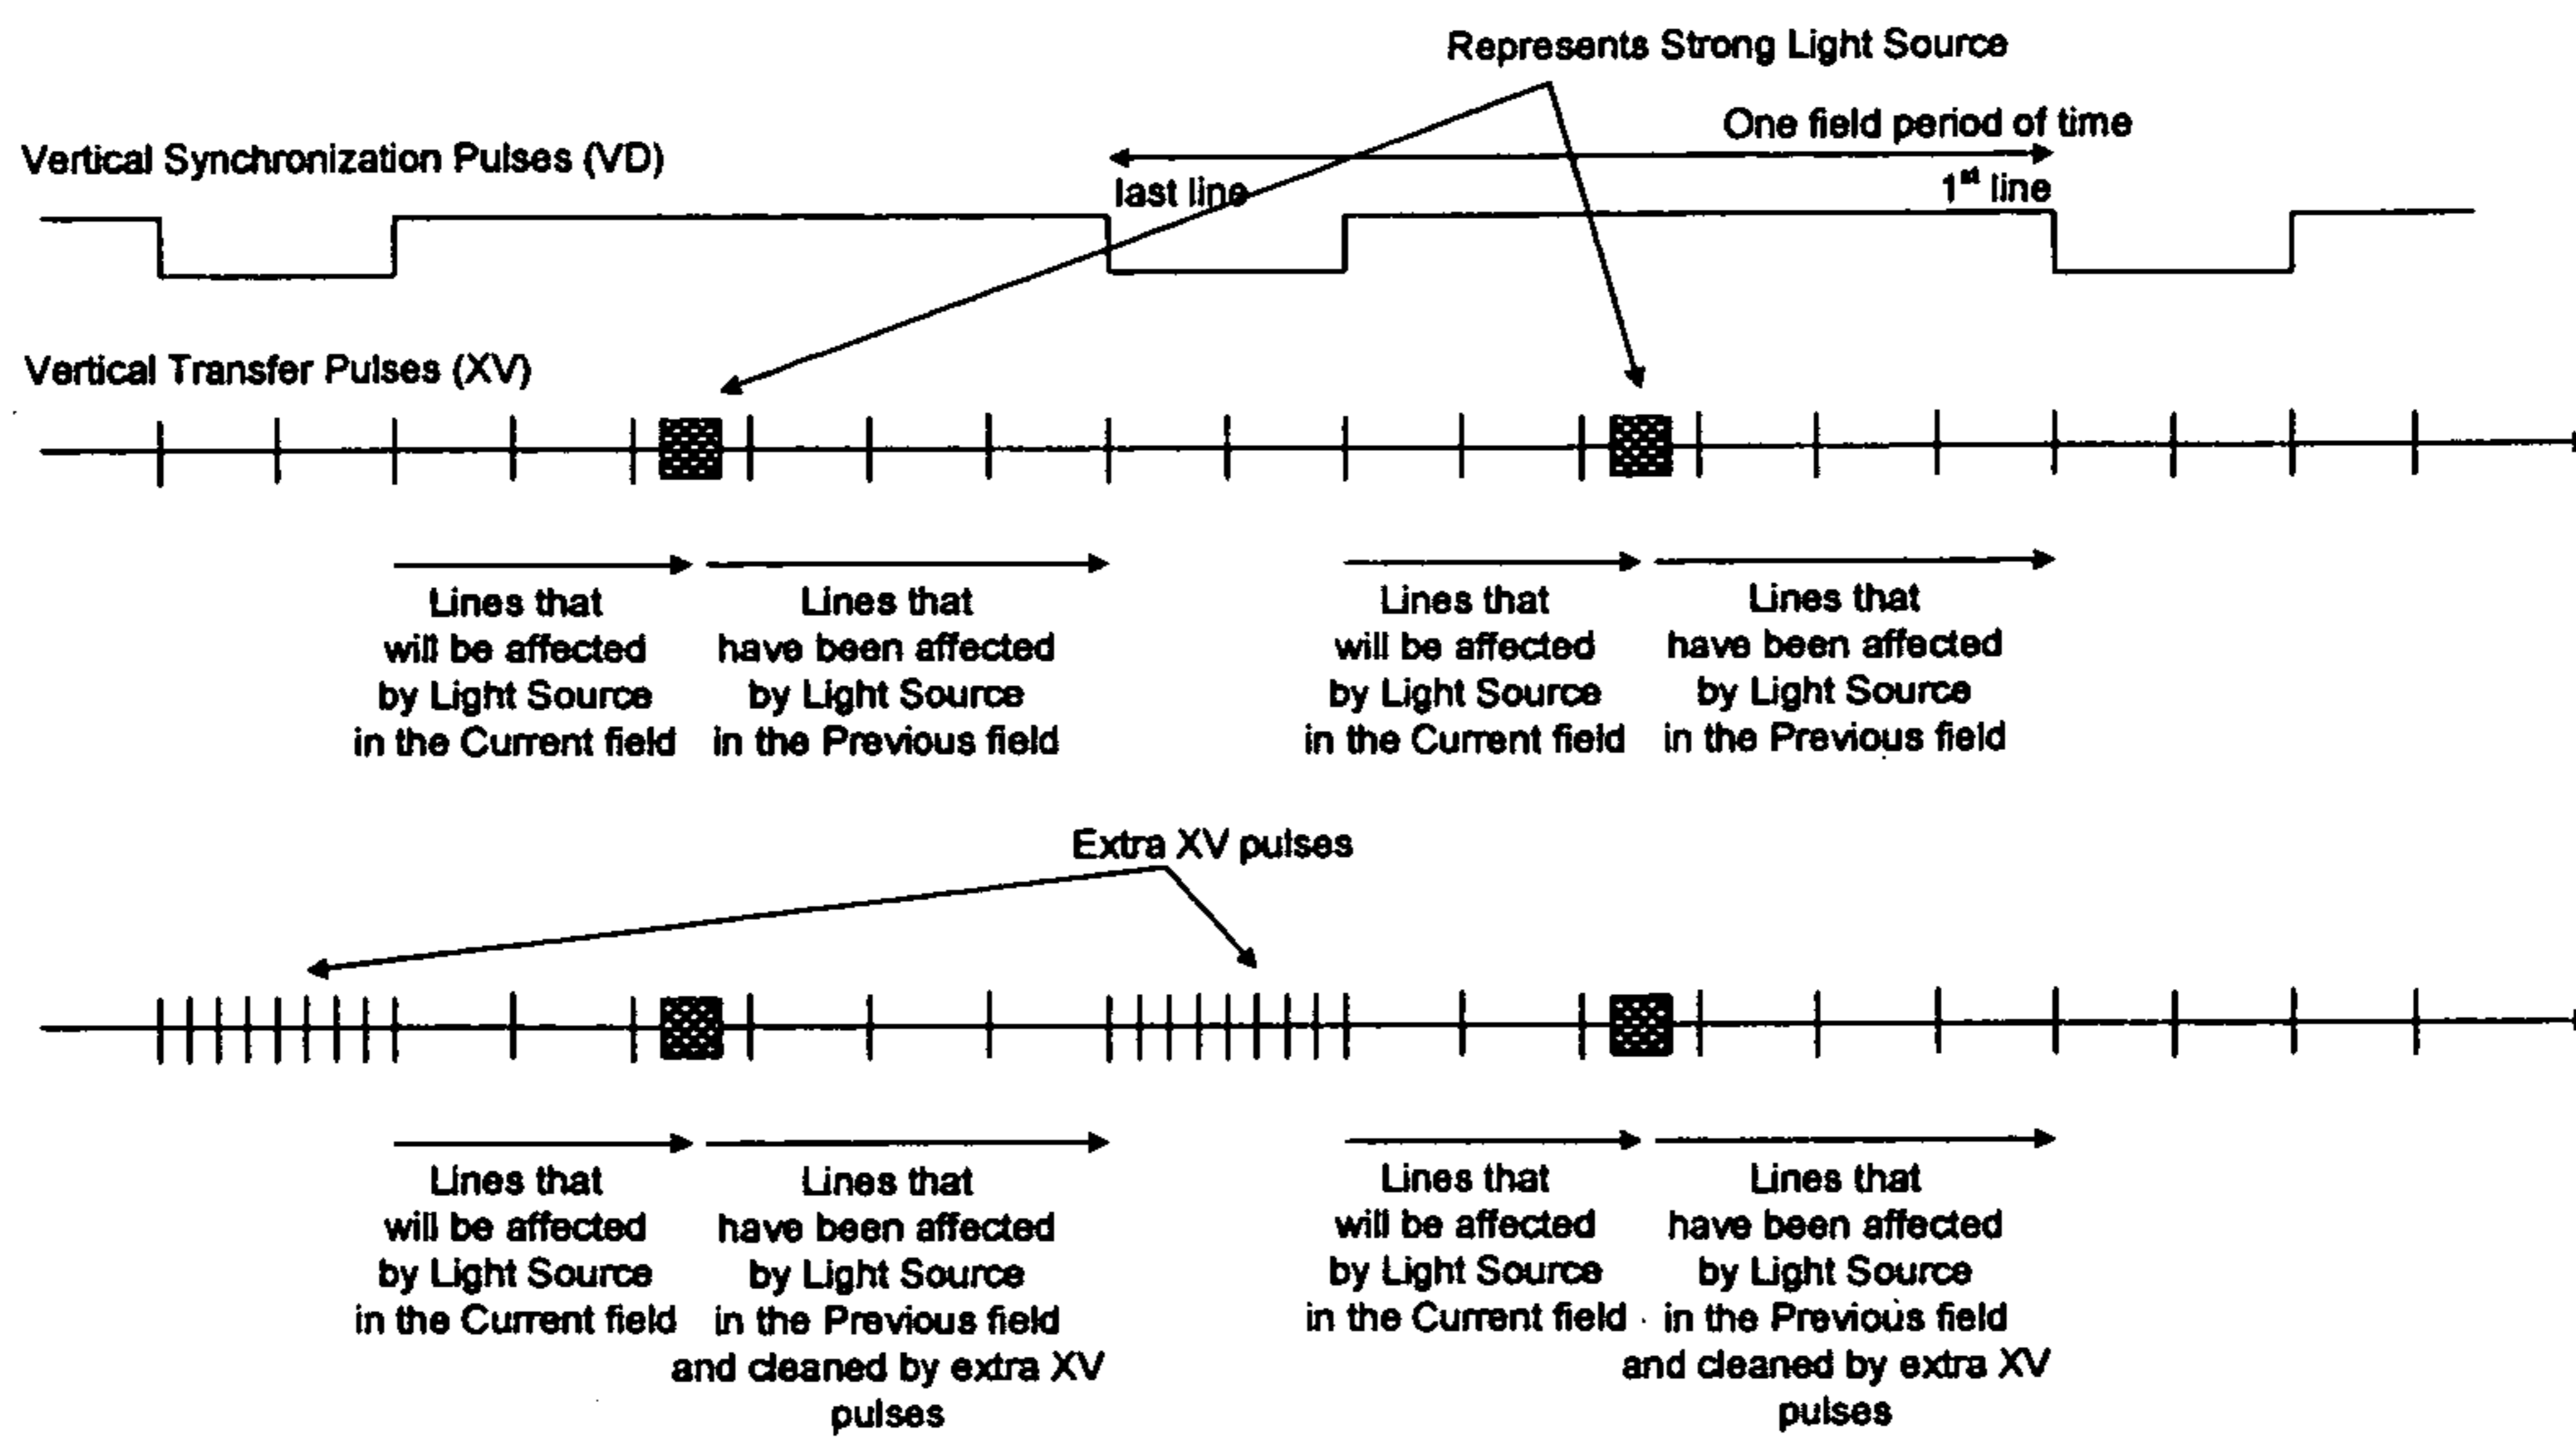 Represents Strong Light Source
One field period of time
Vertical Synchronization Pulses (VD)
last line
1st line
Vertical Transfer Pulses (XV)
Lines that
will be affected
by Light Source
in the Current field
Lines that
have been affected
by Light Source
in the Previous field
Lines that
will be affected
by Light Source
in the Current field
Lines that
have been affected
by Light Source
in the Previous field
Extra XV pulses
Lines that
will be affected
by Light Source
in the Current field
Lines that
have been affected
by Light Source
in the Previous field
and cleaned by extra XV
pulses
Lines that
will be affected
by Light Source
in the Current field
Lines that
have been affected
by Light Source
in the Previous field
and cleaned by extra XV
pulses